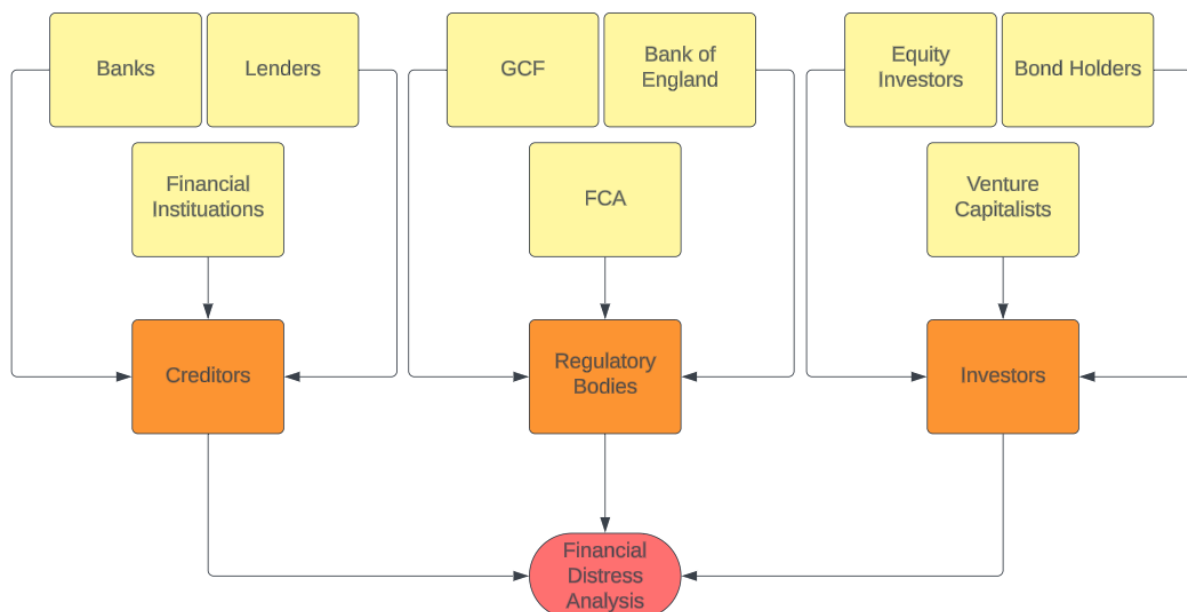 Banks
Lenders
GCF
Bank of
England
Equity
Investors
Bond Holders
Financial
Instituations
FCA
Venture
Capitalists
Creditors
Regulatory
Bodies
Investors
Financial
Distress
Analysis